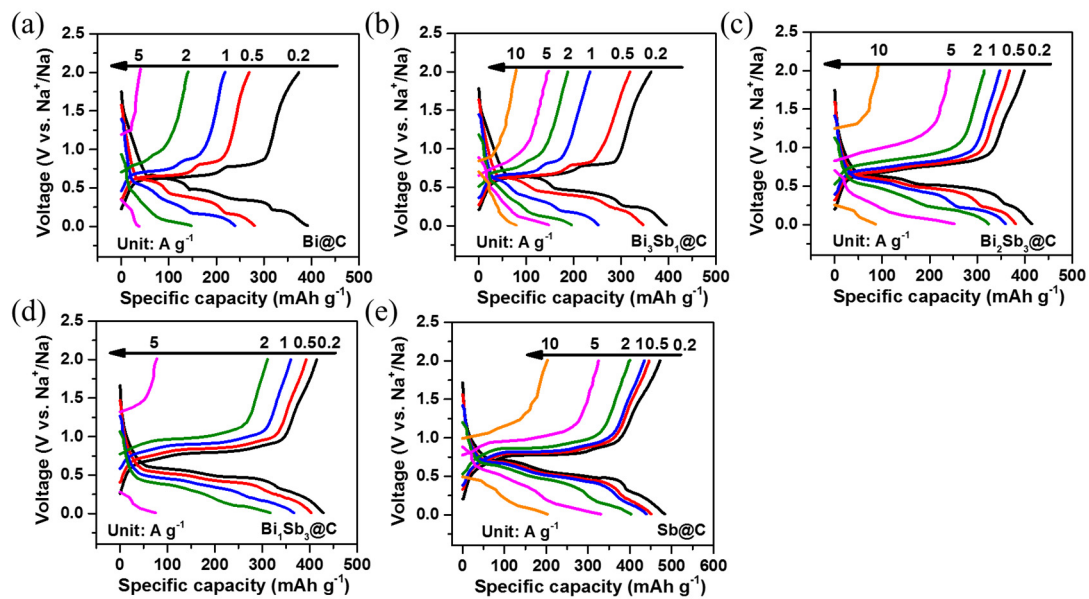 (a)
2.5
2.0
1.5
1.0
0.5
0.0
Voltage (V vs. Na⁺/Na)
5 2 1 0.5 0.2
Unit: A g⁻¹
Bi@C
0 100 200 300 400 500
Specific capacity (mAh g⁻¹)
(b)
2.5
2.0
1.5
1.0
0.5
0.0
Voltage (V vs. Na⁺/Na)
10 5 2 1 0.5 0.2
Unit: A g⁻¹
Bi₃Sb₁@C
0 100 200 300 400 500
Specific capacity (mAh g⁻¹)
(c)
2.5
2.0
1.5
1.0
0.5
0.0
Voltage (V vs. Na⁺/Na)
10 5 2 1 0.5 0.2
Unit: A g⁻¹
Bi₂Sb₃@C
0 100 200 300 400 500
Specific capacity (mAh g⁻¹)
(d)
2.5
2.0
1.5
1.0
0.5
0.0
Voltage (V vs. Na⁺/Na)
5 2 1 0.5 0.2
Unit: A g⁻¹
Bi₁Sb₃@C
0 100 200 300 400 500
Specific capacity (mAh g⁻¹)
(e)
2.5
2.0
1.5
1.0
0.5
0.0
Voltage (V vs. Na⁺/Na)
10 5 2 1 0.5 0.2
Unit: A g⁻¹
Sb@C
0 100 200 300 400 500 600
Specific capacity (mAh g⁻¹)